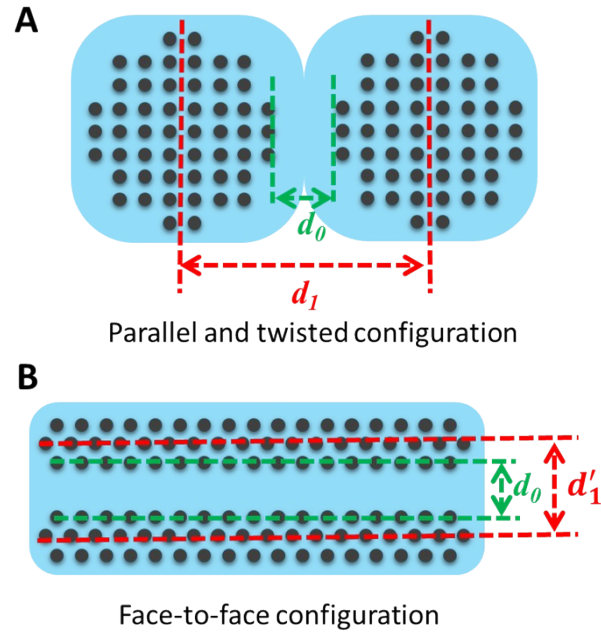 A
d₀
d₁
Parallel and twisted configuration
B
d₀
d′₁
Face-to-face configuration